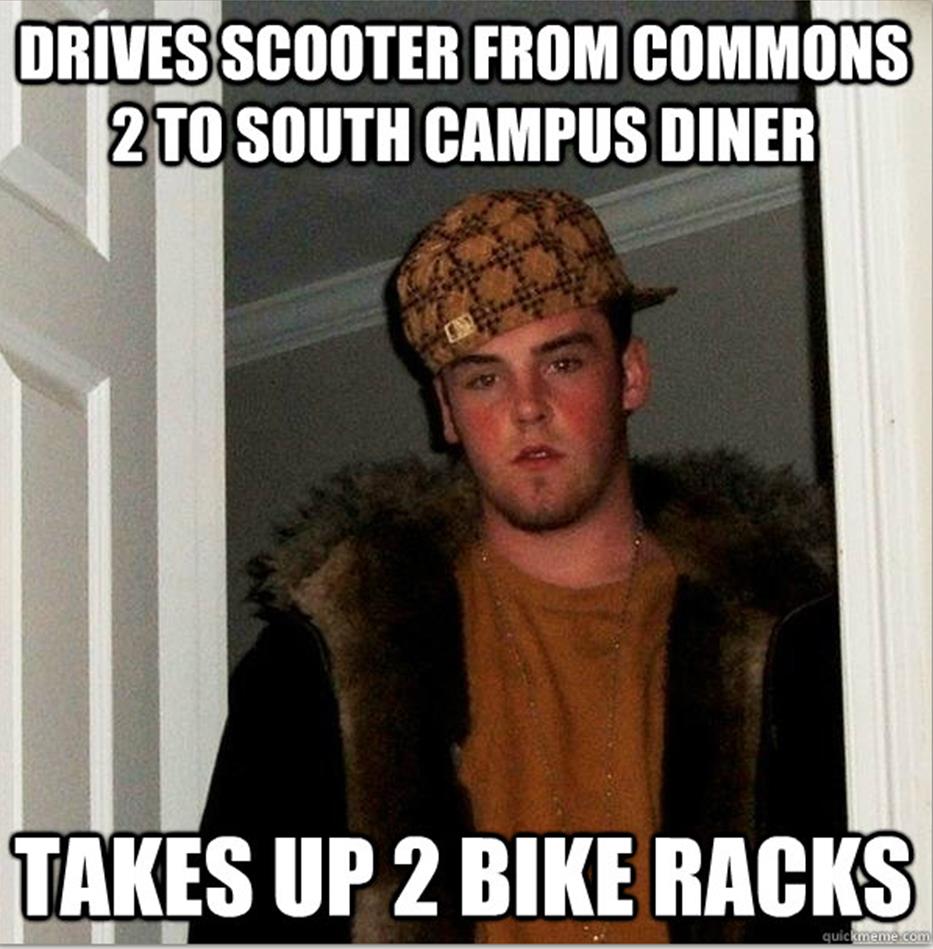 DRIVES SCOOTER FROM COMMONS
2 TO SOUTH CAMPUS DINER
TAKES UP 2 BIKE RACKS
quickmeme.com